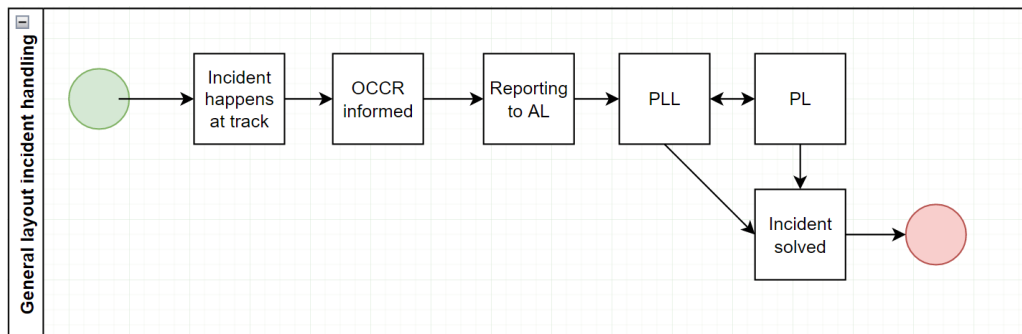 General layout incident handling
Incident
happens
at track
OCCR
informed
Reporting
to AL
PLL
PL
Incident
solved